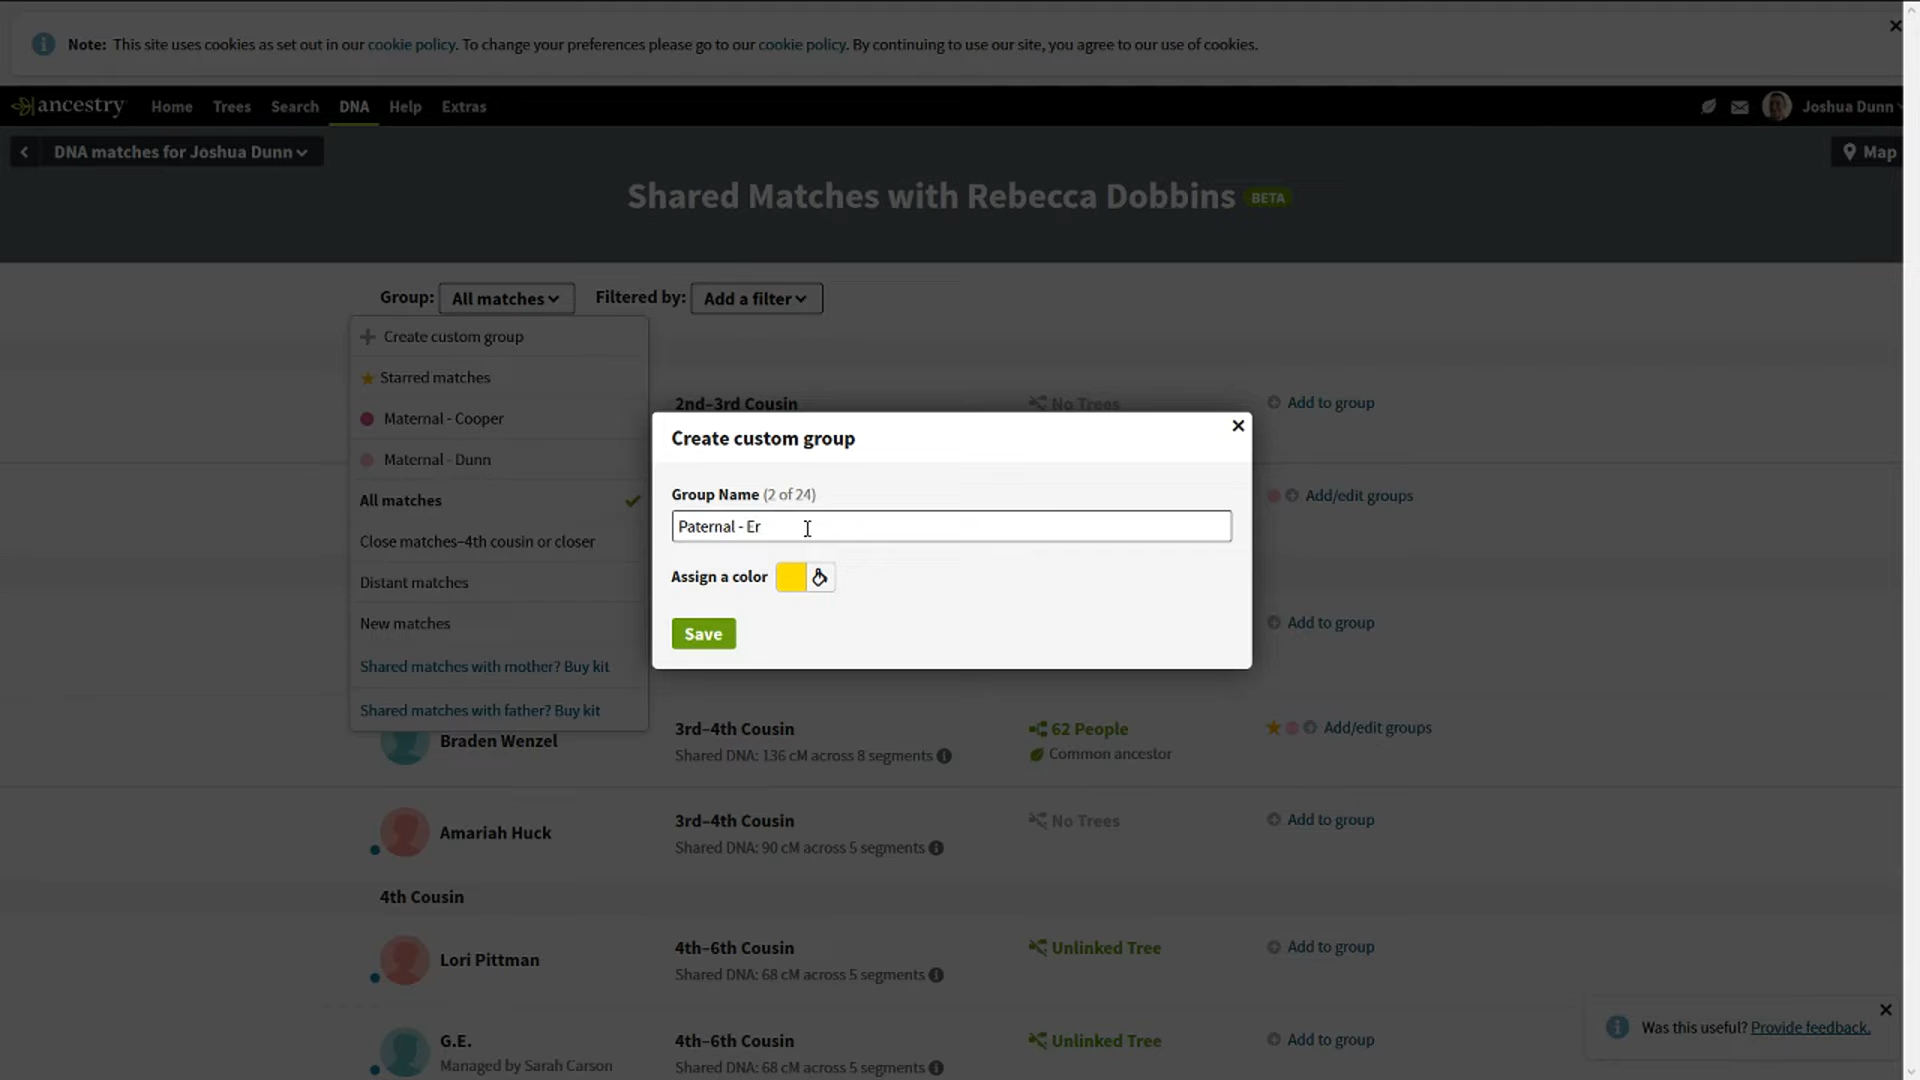 Note: This site uses cookies as set out in our cookie policy. To change your preferences please go to our cookie policy. By continuing to use our site, you agree to our use of cookies.
ancestry Home Trees Search DNA Help Extras Joshua Dunn
DNA matches for Joshua Dunn Map
Shared Matches with Rebecca Dobbins BETA
Group: All matches Filtered by: Add a filter
Create custom group
Starred matches
Maternal - Cooper
Maternal - Dunn
All matches
Close matches–4th cousin or closer
Distant matches
New matches
Shared matches with mother? Buy kit
Shared matches with father? Buy kit
2nd–3rd Cousin No Trees Add to group
Create custom group
Group Name (2 of 24)
Paternal - Er
Assign a color
Save
Add/edit groups
Add to group
Braden Wenzel 3rd–4th Cousin 62 People Add/edit groups
Shared DNA: 136 cM across 8 segments Common ancestor
Amariah Huck 3rd–4th Cousin No Trees Add to group
Shared DNA: 90 cM across 5 segments
4th Cousin
Lori Pittman 4th–6th Cousin Unlinked Tree Add to group
Shared DNA: 68 cM across 5 segments
G.E. 4th–6th Cousin Unlinked Tree Add to group
Managed by Sarah Carson Shared DNA: 68 cM across 5 segments
Was this useful? Provide feedback.